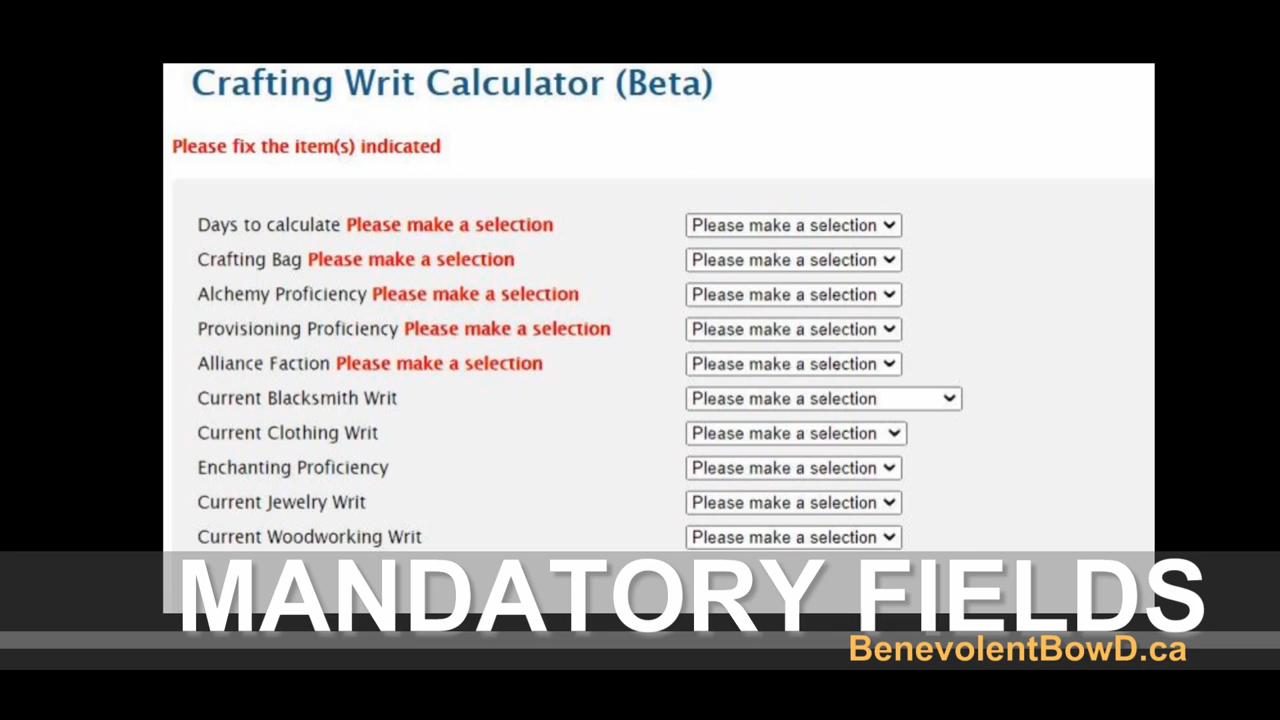 Crafting Writ Calculator (Beta)
Please fix the item(s) indicated
Days to calculate Please make a selection Please make a selection
Crafting Bag Please make a selection Please make a selection
Alchemy Proficiency Please make a selection Please make a selection
Provisioning Proficiency Please make a selection Please make a selection
Alliance Faction Please make a selection Please make a selection
Current Blacksmith Writ Please make a selection
Current Clothing Writ Please make a selection
Enchanting Proficiency Please make a selection
Current Jewelry Writ Please make a selection
Current Woodworking Writ Please make a selection
MANDATORY FIELDS
BenevolentBowD.ca